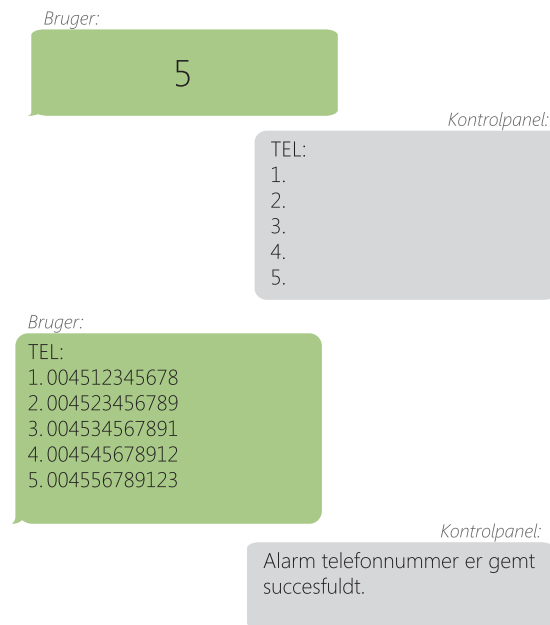 Bruger:
5
Kontrolpanel:
TEL:
1.
2.
3.
4.
5.
Bruger:
TEL:
1. 004512345678
2. 004523456789
3. 004534567891
4. 004545678912
5. 004556789123
Kontrolpanel:
Alarm telefonnummer er gemt
succesfuldt.